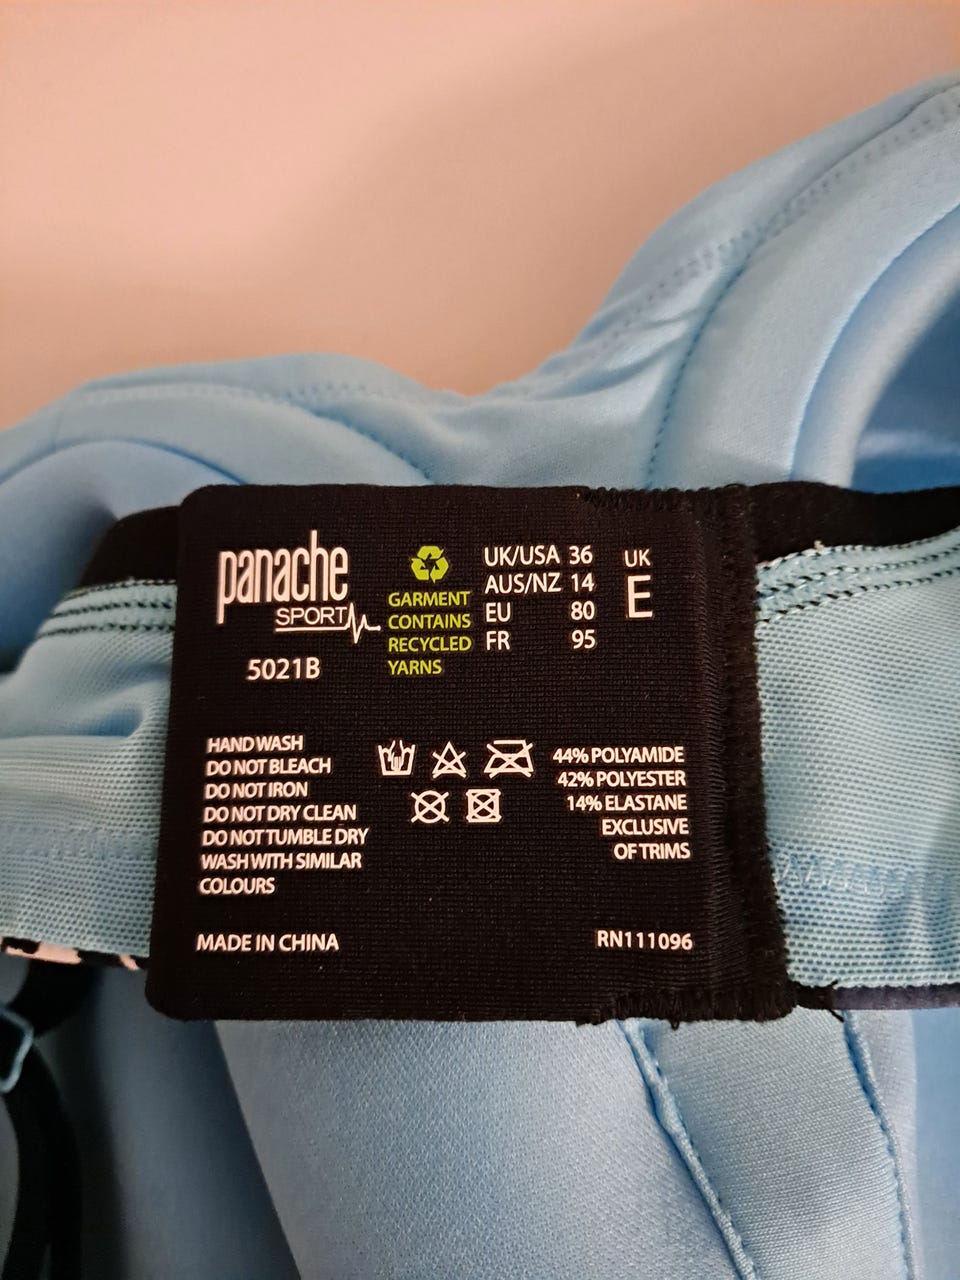 panache
SPORT
5021B
GARMENT
CONTAINS
RECYCLED
YARNS
UK/USA 36
AUS/NZ 14
EU 80
FR 95
UK
E
HAND WASH
DO NOT BLEACH
DO NOT IRON
DO NOT DRY CLEAN
DO NOT TUMBLE DRY
WASH WITH SIMILAR
COLOURS
44% POLYAMIDE
42% POLYESTER
14% ELASTANE
EXCLUSIVE
OF TRIMS
MADE IN CHINA
RN111096